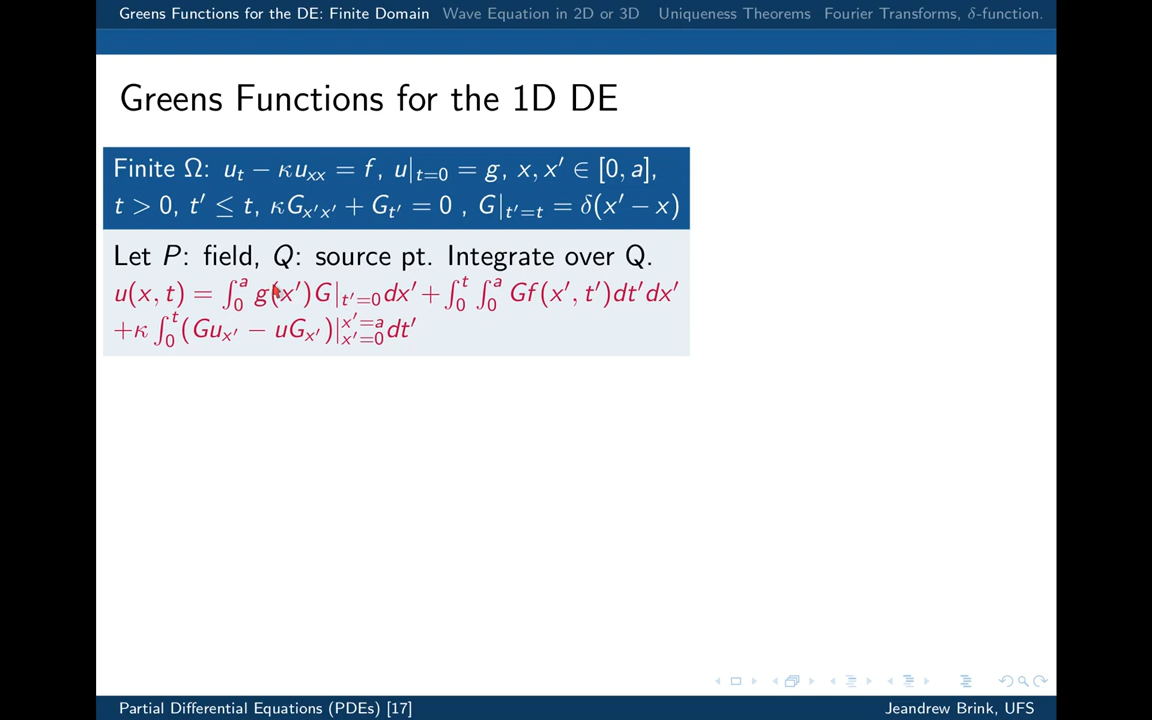 Greens Functions for the DE: Finite Domain Wave Equation in 2D or 3D Uniqueness Theorems Fourier Transforms, δ-function.
Greens Functions for the 1D DE
Finite Ω: u_t − κu_{xx} = f, u|_{t=0} = g, x, x′ ∈ [0, a],
t > 0, t′ ≤ t, κG_{x′x′} + G_{t′} = 0 , G|_{t′=t} = δ(x′ − x)
Let P: field, Q: source pt. Integrate over Q.
u(x, t) = ∫_0^a g(x′)G|_{t′=0}dx′ + ∫_0^t ∫_0^a Gf(x′, t′)dt′dx′
+κ ∫_0^t (Gu_{x′} − uG_{x′})|_{x′=0}^{x′=a} dt′
Partial Differential Equations (PDEs) [17] Jeandrew Brink, UFS